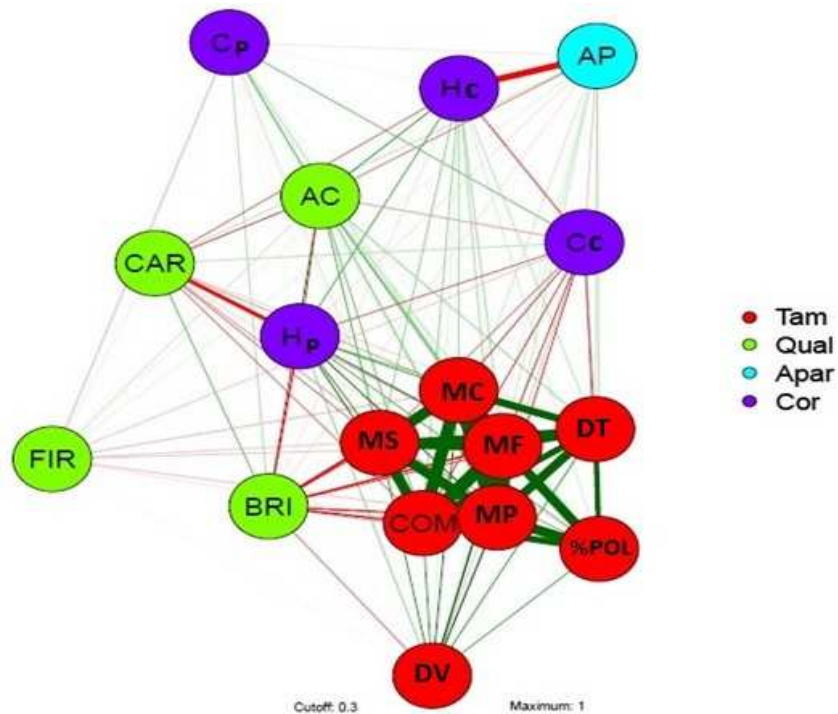 Cp
AP
Hc
AC
Cc
CAR
Hp
MC
DT
MS
MF
FIR
BRI
COM
MP
%POL
DV
Tam
Qual
Apar
Cor
Cutoff: 0.3
Maximum: 1